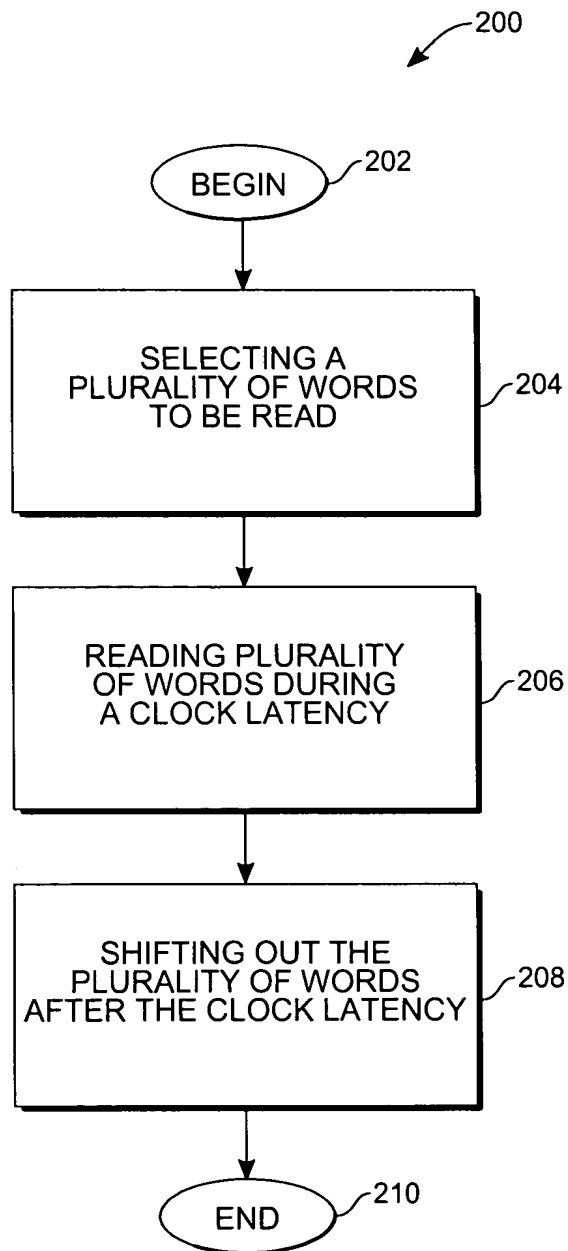 200
BEGIN
202
SELECTING A
PLURALITY OF WORDS
TO BE READ
204
READING PLURALITY
OF WORDS DURING
A CLOCK LATENCY
206
SHIFTING OUT THE
PLURALITY OF WORDS
AFTER THE CLOCK LATENCY
208
END
210